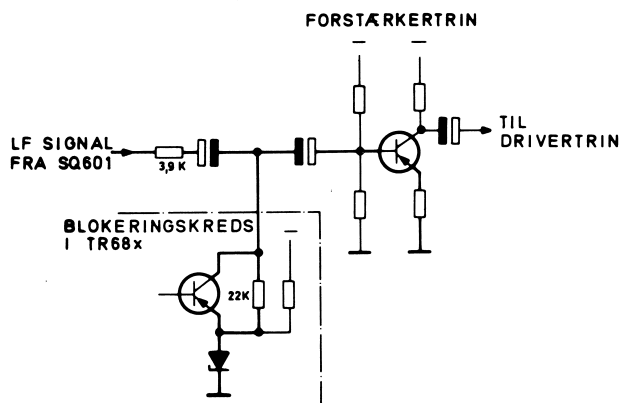 FORSTÆRKERTRIN
LF SIGNAL
FRA SQ601
3,9 K
TIL
DRIVERTRIN
BLOKERINGSKREDS
I TR68x
22K